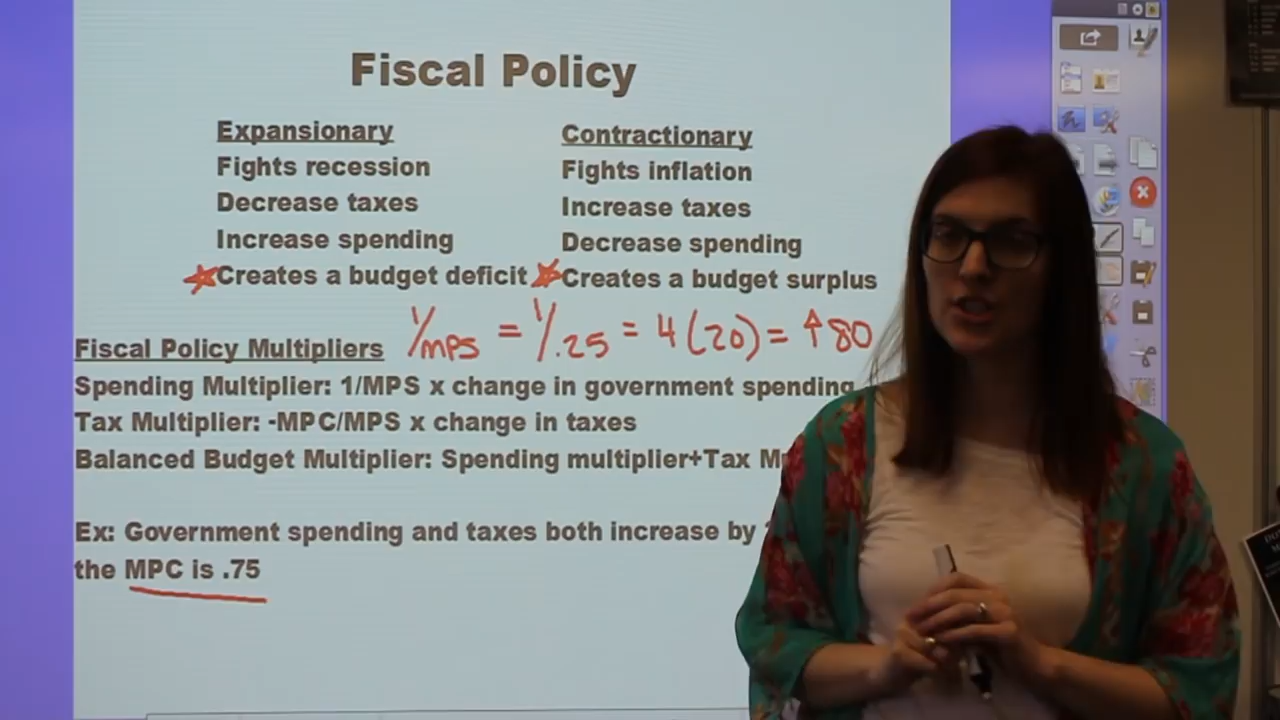 Fiscal Policy
Expansionary
Fights recession
Decrease taxes
Increase spending
Creates a budget deficit
Contractionary
Fights inflation
Increase taxes
Decrease spending
Creates a budget surplus
1/MPS = 1/.25 = 4(20) = ↑80
Fiscal Policy Multipliers
Spending Multiplier: 1/MPS x change in government spending
Tax Multiplier: -MPC/MPS x change in taxes
Balanced Budget Multiplier: Spending multiplier+Tax
Ex: Government spending and taxes both increase by
the MPC is .75